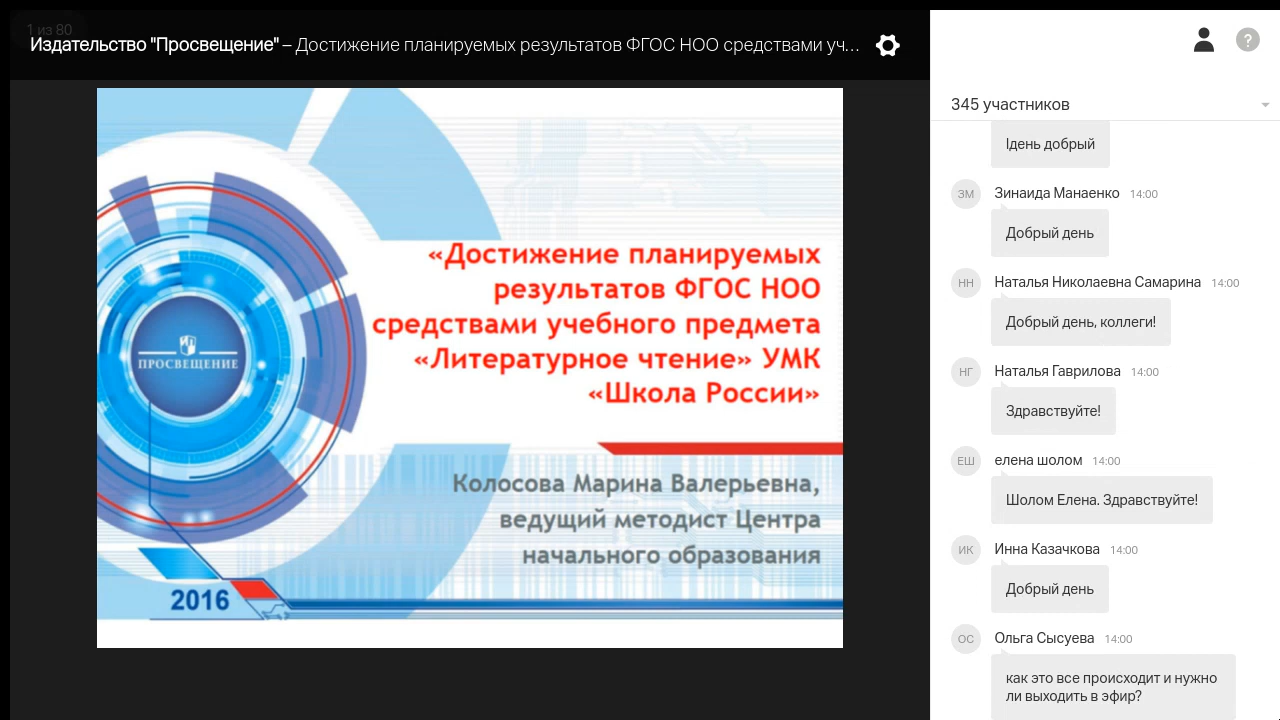 1 из 80
Издательство "Просвещение" – Достижение планируемых результатов ФГОС НОО средствами уч…
«Достижение планируемых
результатов ФГОС НОО
средствами учебного предмета
«Литературное чтение» УМК
«Школа России»
ПРОСВЕЩЕНИЕ
Колосова Марина Валерьевна,
ведущий методист Центра
начального образования
2016
?
345 участников
Iдень добрый
ЗМ Зинаида Манаенко 14:00
Добрый день
НН Наталья Николаевна Самарина 14:00
Добрый день, коллеги!
НГ Наталья Гаврилова 14:00
Здравствуйте!
ЕШ елена шолом 14:00
Шолом Елена. Здравствуйте!
ИК Инна Казачкова 14:00
Добрый день
ОС Ольга Сысуева 14:00
как это все происходит и нужно
ли выходить в эфир?